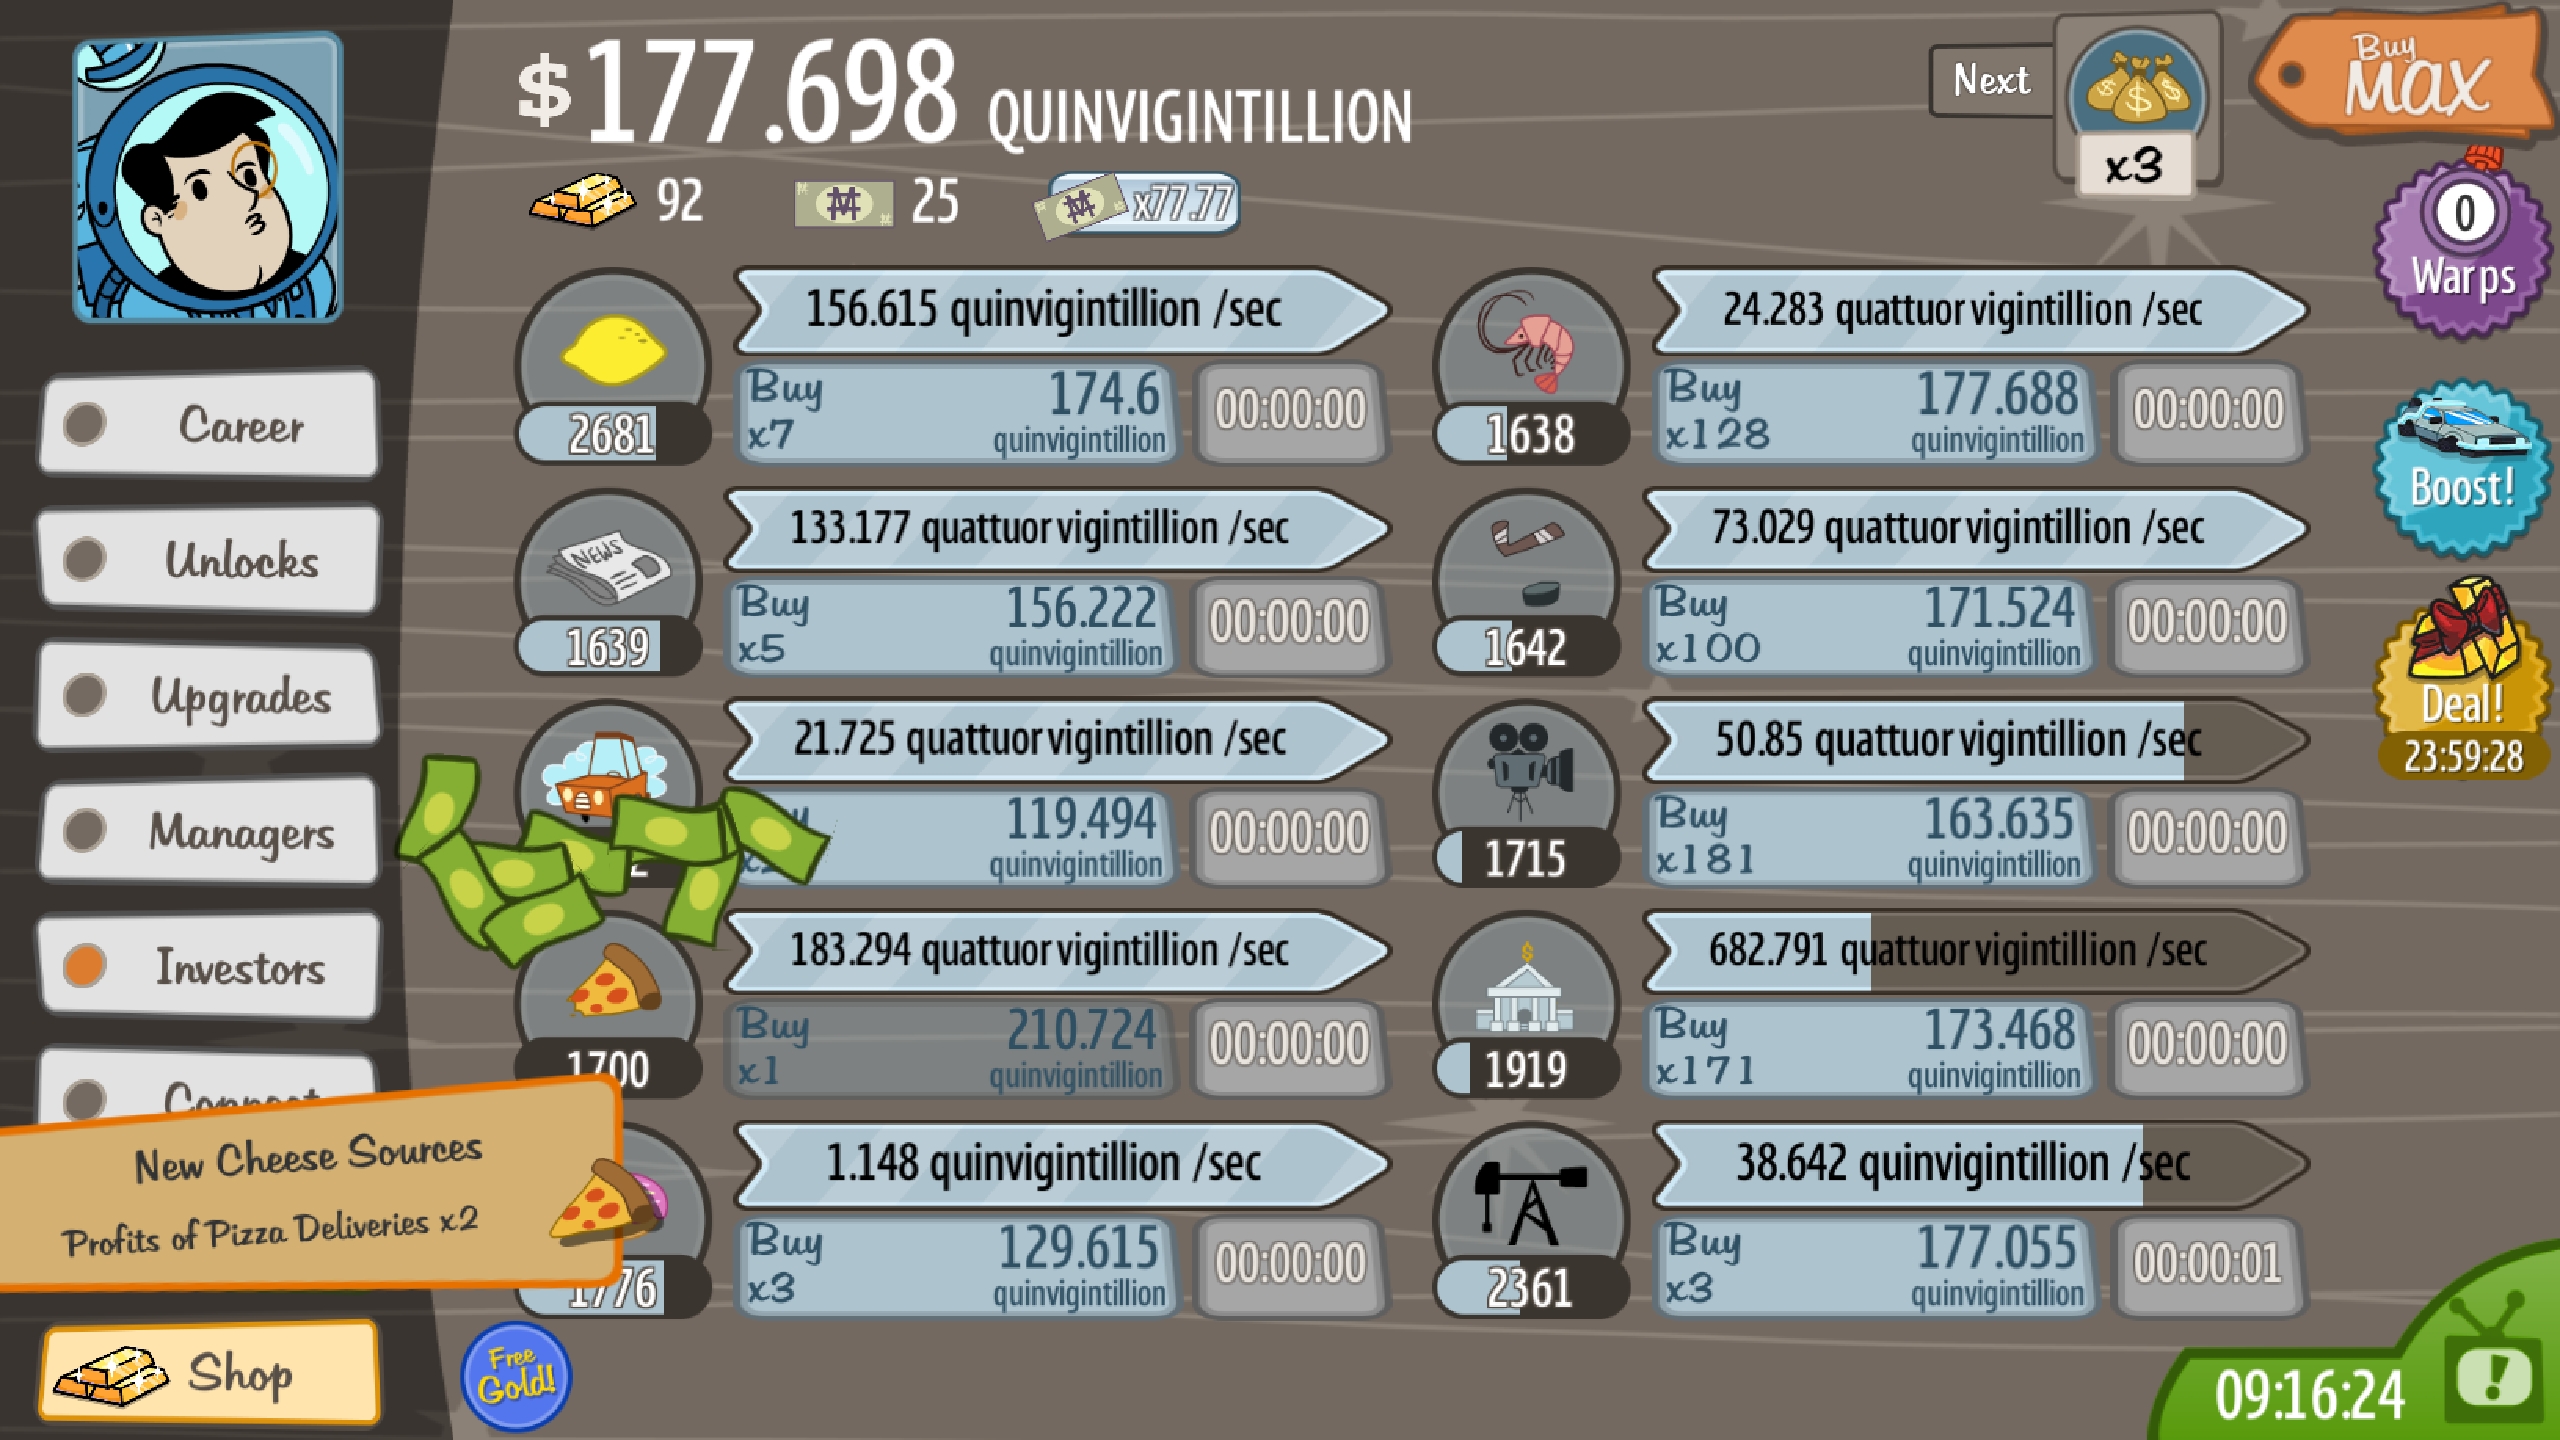 $177.698 QUINVIGINTILLION
92
25
x77.77
Next
x3
Buy
MAX
0
Warps
Boost!
Deal!
23:59:28
Career
Unlocks
Upgrades
Managers
Investors
New Cheese Sources
Profits of Pizza Deliveries x2
Shop
Free
Gold!
156.615 quinvigintillion /sec
2681
Buy
x7
174.6
quinvigintillion
00:00:00
NEWS
133.177 quattuorvigintillion /sec
1639
Buy
x5
156.222
quinvigintillion
00:00:00
21.725 quattuorvigintillion /sec
119.494
quinvigintillion
00:00:00
183.294 quattuorvigintillion /sec
1700
Buy
x1
210.724
quinvigintillion
00:00:00
1.148 quinvigintillion /sec
1776
Buy
x3
129.615
quinvigintillion
00:00:00
24.283 quattuorvigintillion /sec
1638
Buy
x128
177.688
quinvigintillion
00:00:00
73.029 quattuorvigintillion /sec
1642
Buy
x100
171.524
quinvigintillion
00:00:00
50.85 quattuorvigintillion /sec
1715
Buy
x181
163.635
quinvigintillion
00:00:00
682.791 quattuorvigintillion /sec
1919
Buy
x171
173.468
quinvigintillion
00:00:00
38.642 quinvigintillion /sec
2361
Buy
x3
177.055
quinvigintillion
00:00:01
09:16:24